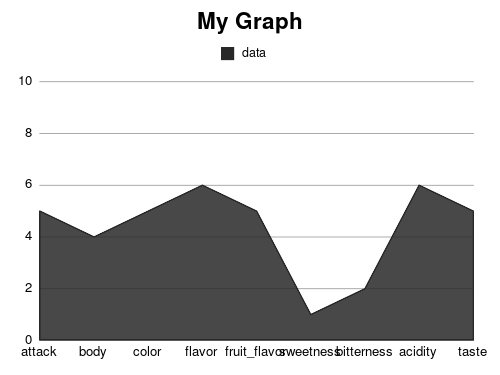 My Graph
data
10
8
6
4
2
0
attack body color flavor fruit_flavor sweetness bitterness acidity taste